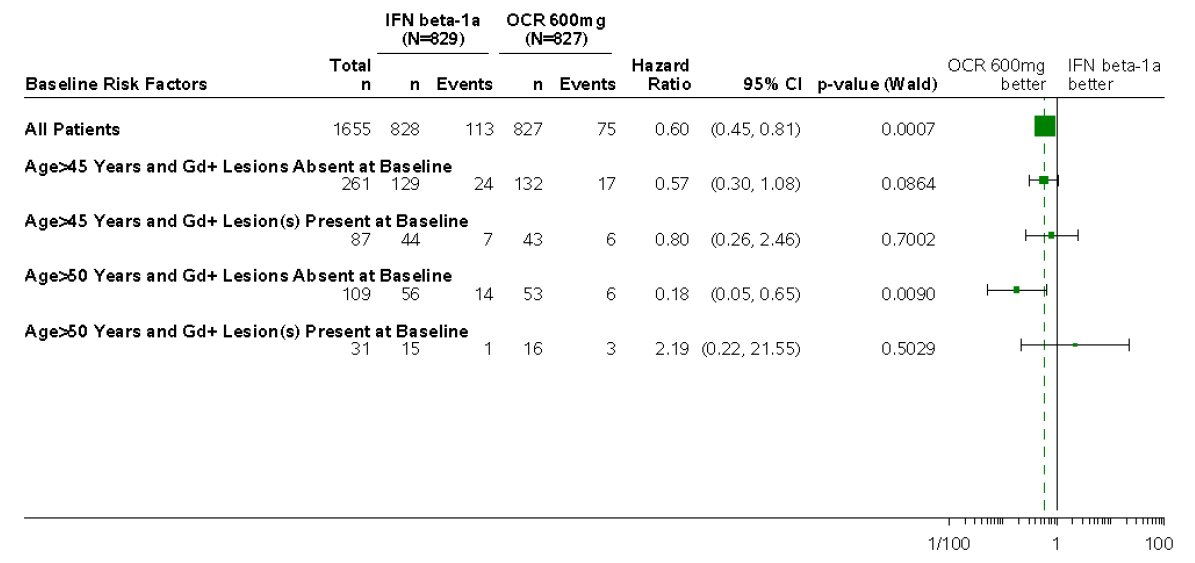 IFN beta-1a OCR 600mg
(N=829) (N=827)
Total Hazard OCR 600mg IFN beta-1a
Baseline Risk Factors n n Events n Events Ratio 95% CI p-value (Wald) better better
All Patients 1655 828 113 827 75 0.60 (0.45, 0.81) 0.0007
Age>45 Years and Gd+ Lesions Absent at Baseline
261 129 24 132 17 0.57 (0.30, 1.08) 0.0864
Age>45 Years and Gd+ Lesion(s) Present at Baseline
87 44 7 43 6 0.80 (0.26, 2.46) 0.7002
Age>50 Years and Gd+ Lesions Absent at Baseline
109 56 14 53 6 0.18 (0.05, 0.65) 0.0090
Age>50 Years and Gd+ Lesion(s) Present at Baseline
31 15 1 16 3 2.19 (0.22, 21.55) 0.5029
1/100 1 100